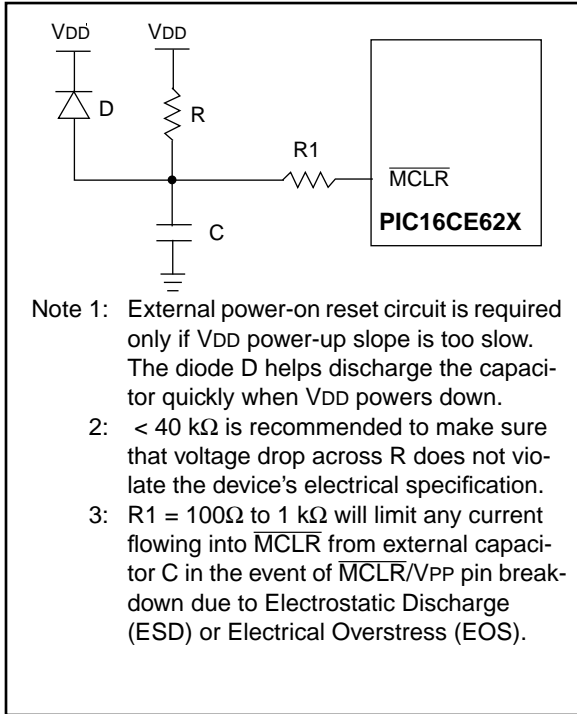 VDD VDD
D
R
R1
MCLR
PIC16CE62X
C
Note 1: External power-on reset circuit is required
only if VDD power-up slope is too slow.
The diode D helps discharge the capaci-
tor quickly when VDD powers down.
2: < 40 kΩ is recommended to make sure
that voltage drop across R does not vio-
late the device's electrical specification.
3: R1 = 100Ω to 1 kΩ will limit any current
flowing into MCLR from external capaci-
tor C in the event of MCLR/VPP pin break-
down due to Electrostatic Discharge
(ESD) or Electrical Overstress (EOS).